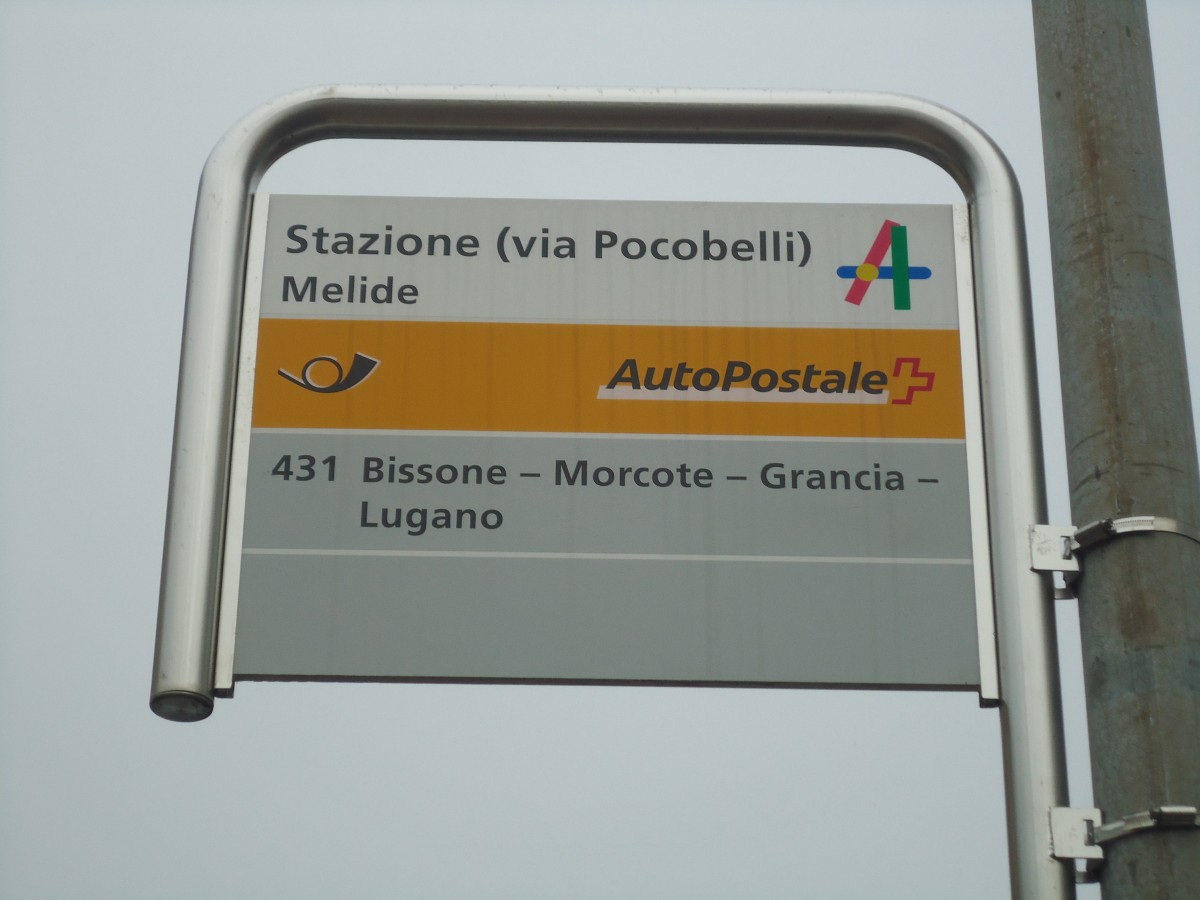 Stazione (via Pocobelli)
Melide
AutoPostale
431 Bissone – Morcote – Grancia –
Lugano